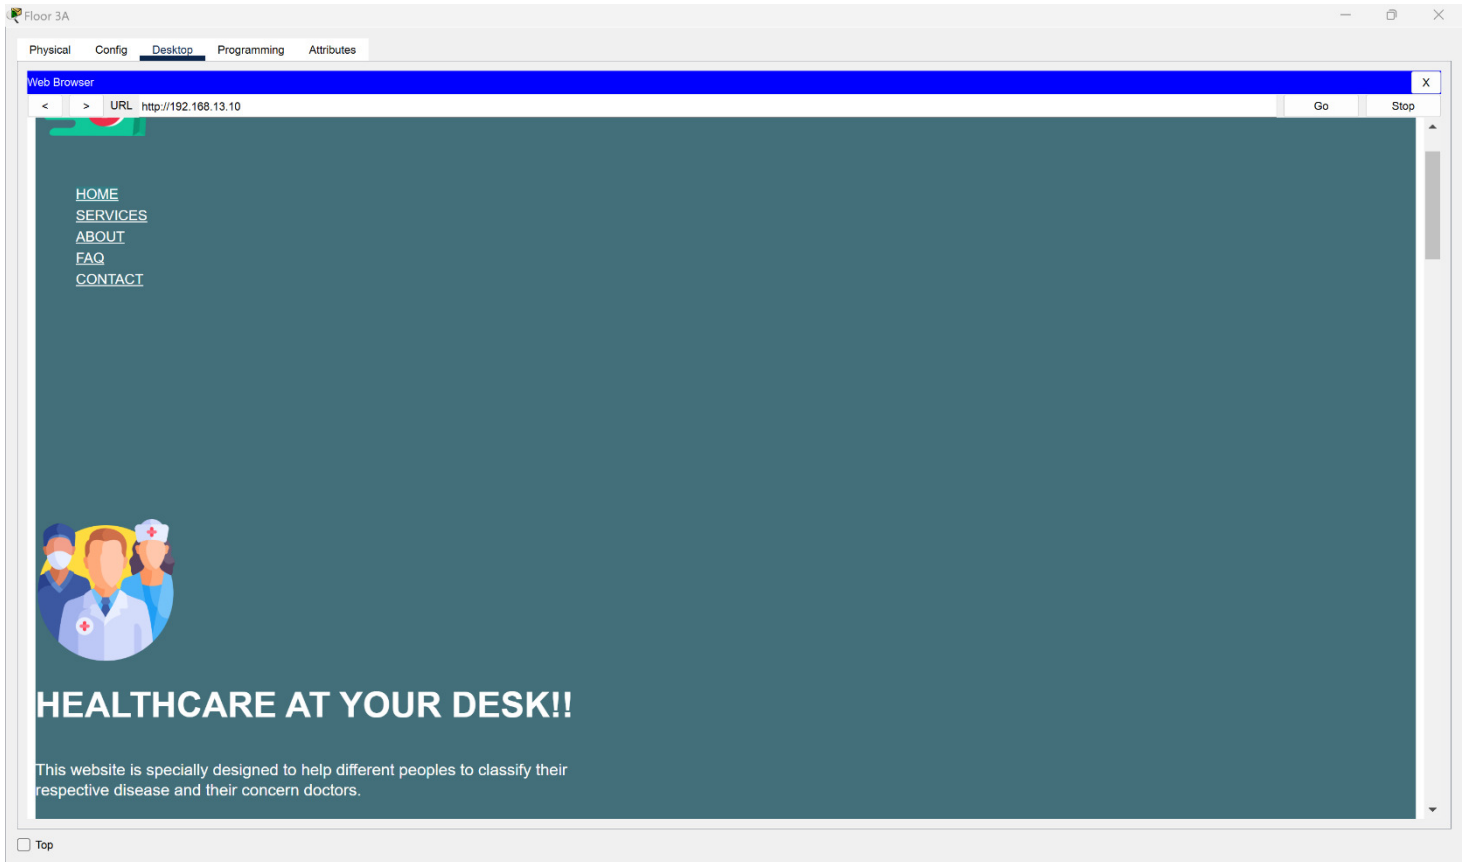 Floor 3A
Physical Config Desktop Programming Attributes
Web Browser
X
< > URL http://192.168.13.10 Go Stop
HOME
SERVICES
ABOUT
FAQ
CONTACT
HEALTHCARE AT YOUR DESK!!
This website is specially designed to help different peoples to classify their
respective disease and their concern doctors.
Top